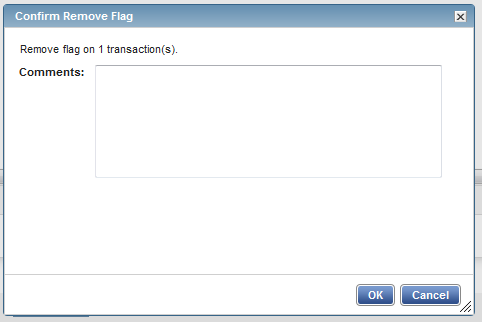 Confirm Remove Flag
Remove flag on 1 transaction(s).
Comments:
OK Cancel